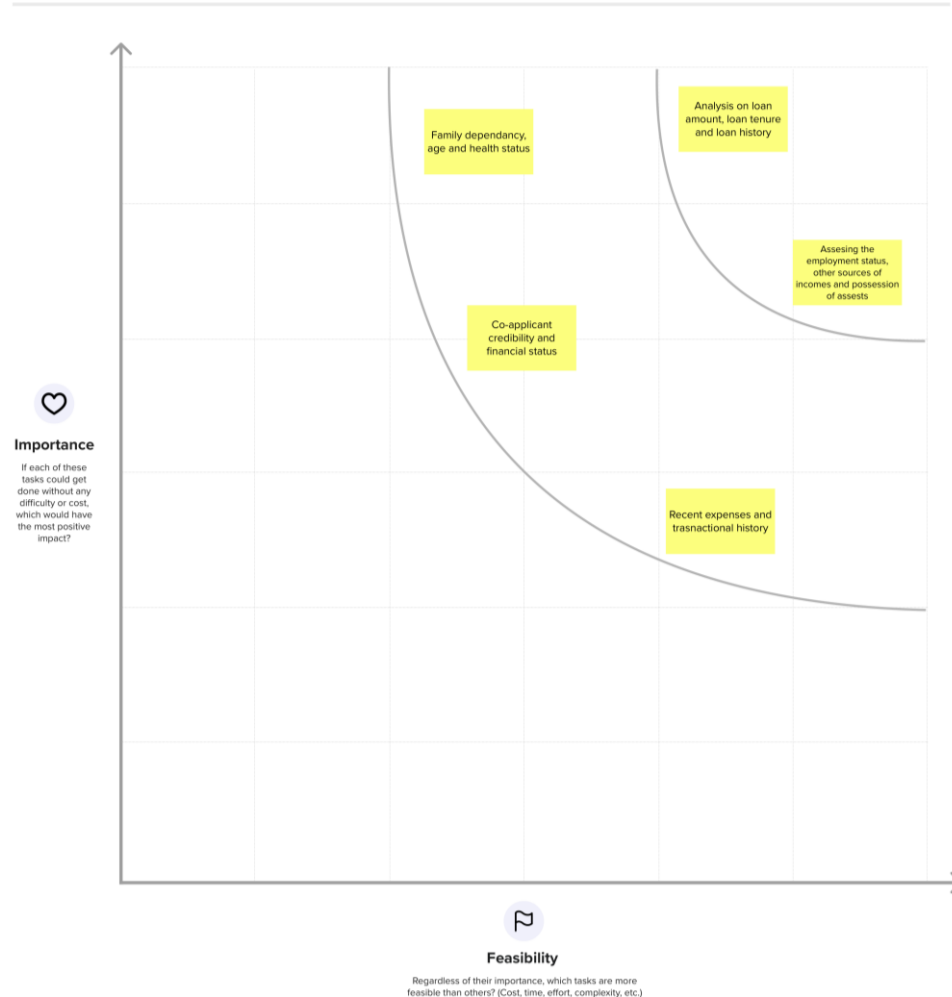 Analysis on loan
amount, loan tenure
and loan history
Family dependancy,
age and health status
Assesing the
employment status,
other sources of
incomes and possession
of assests
Co-applicant
credibility and
financial status
Importance
If each of these
tasks could get
done without any
difficulty or cost,
which would have
the most positive
impact?
Recent expenses and
trasnactional history
Feasibility
Regardless of their importance, which tasks are more
feasible than others? (Cost, time, effort, complexity, etc.)